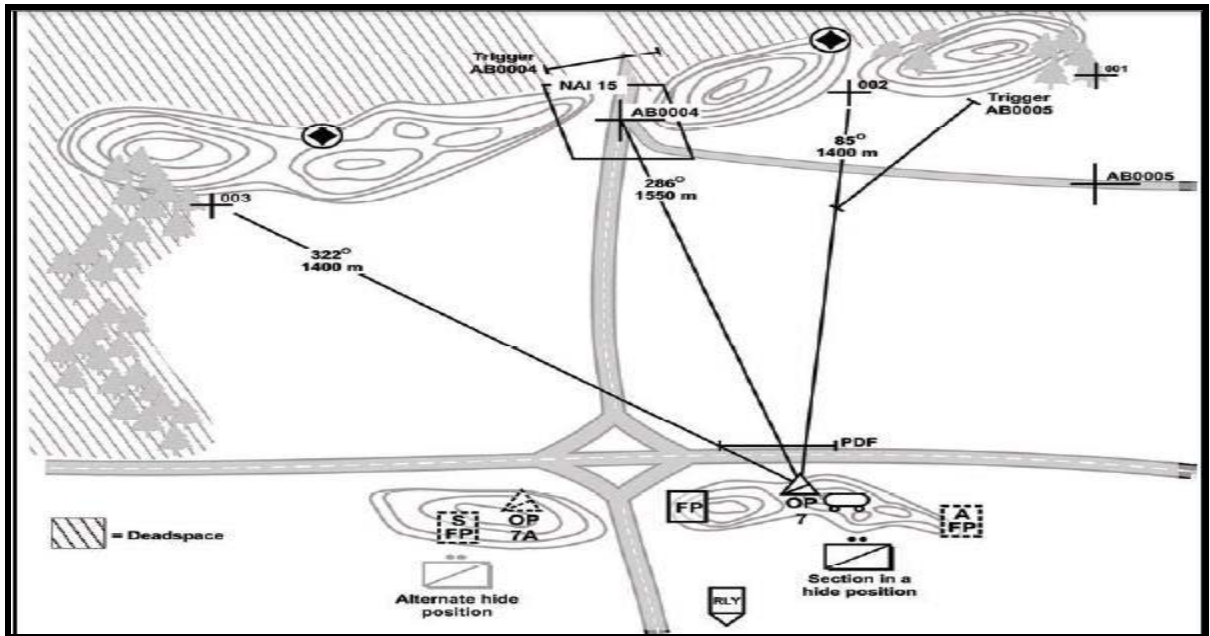 Trigger
AB0004
NAI 15
AB0004
002
001
Trigger
AB0005
85°
1400 m
AB0005
286°
1550 m
003
322°
1400 m
PDF
FP
OP
7
A
FP
S
FP
OP
7A
= Deadspace
Alternate hide
position
Section in a
hide position
RLY